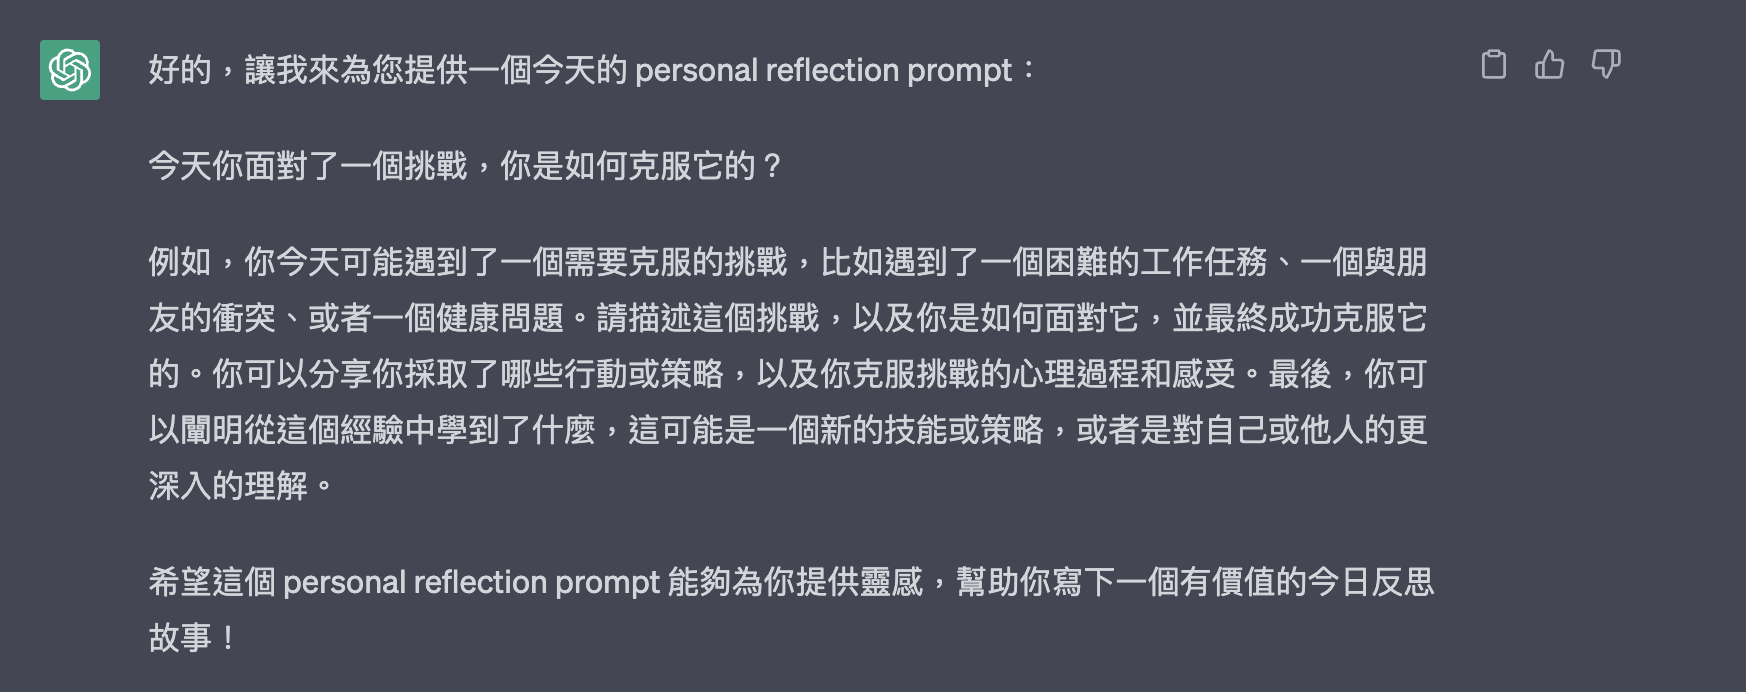 好的，讓我來為您提供一個今天的 personal reflection prompt：
今天你面對了一個挑戰，你是如何克服它的？
例如，你今天可能遇到了一個需要克服的挑戰，比如遇到了一個困難的工作任務、一個與朋
友的衝突、或者一個健康問題。請描述這個挑戰，以及你是如何面對它，並最終成功克服它
的。你可以分享你採取了哪些行動或策略，以及你克服挑戰的心理過程和感受。最後，你可
以闡明從這個經驗中學到了什麼，這可能是一個新的技能或策略，或者是對自己或他人的更
深入的理解。
希望這個 personal reflection prompt 能夠為你提供靈感，幫助你寫下一個有價值的今日反思
故事！